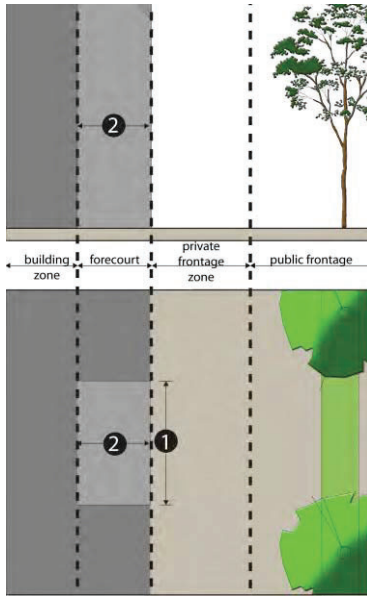 2
building zone
forecourt
private frontage zone
public frontage
2
1